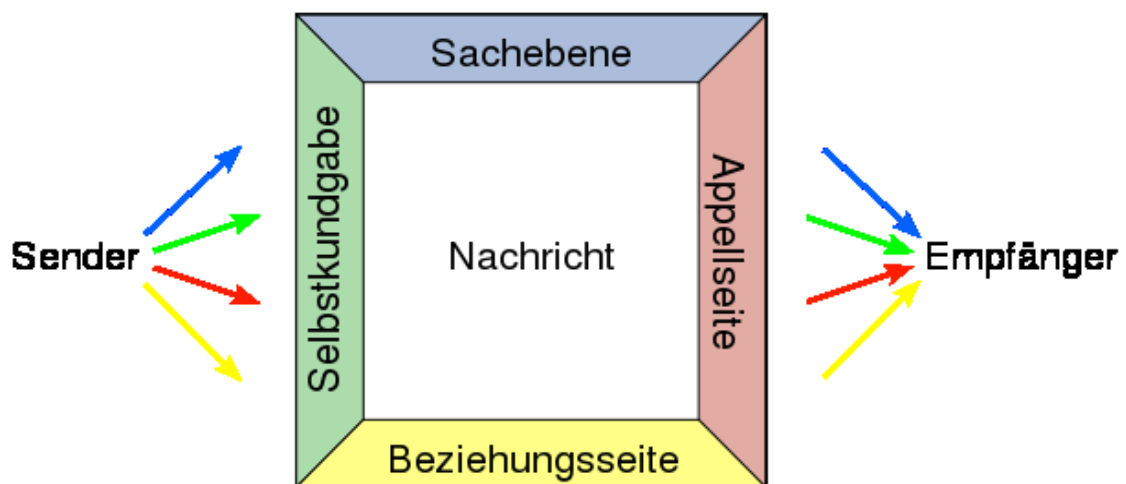 Sachebene
Selbstkundgabe
Appellseite
Sender
Nachricht
Empfänger
Beziehungsseite